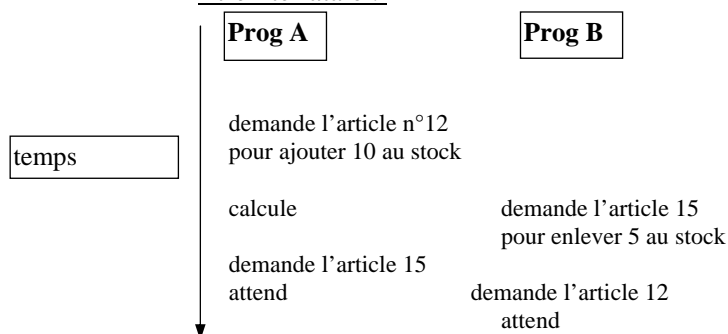 Prog A
Prog B
demande l’article n°12
pour ajouter 10 au stock
temps
calcule
demande l’article 15
pour enlever 5 au stock
demande l’article 15
attend
demande l’article 12
attend